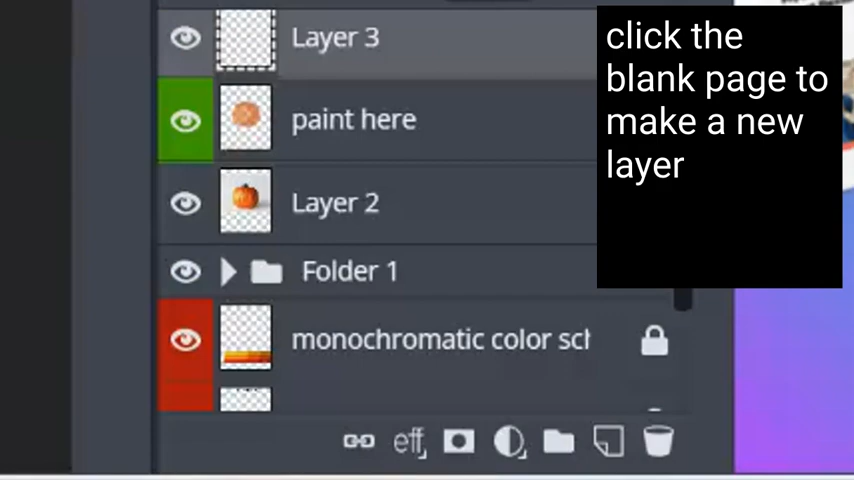 Layer 3
paint here
Layer 2
Folder 1
monochromatic color sch
eff
click the
blank page to
make a new
layer